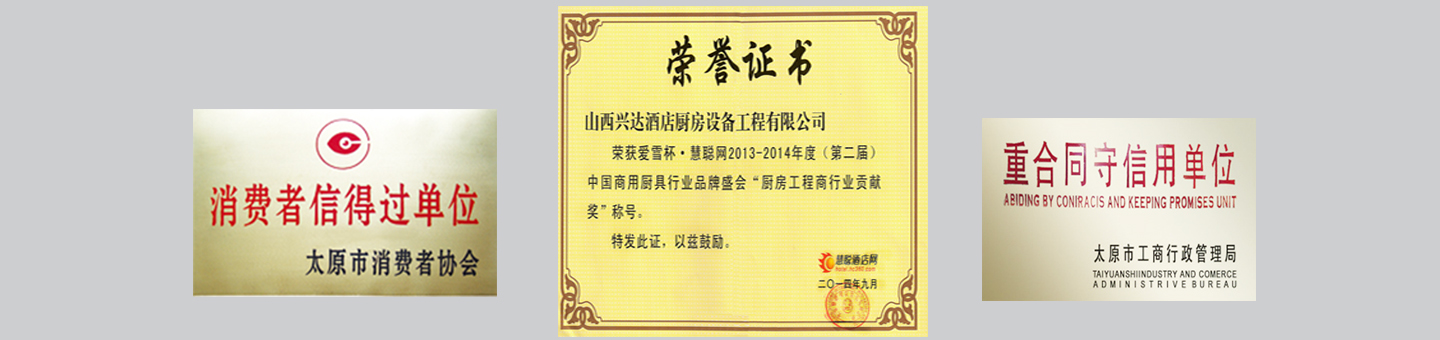 消费者信得过单位
太原市消费者协会
荣誉证书
山西兴达酒店厨房设备工程有限公司
荣获爱雪杯·慧聪网2013-2014年度（第二届）
中国商用厨具行业品牌盛会“厨房工程商行业贡献
奖”称号。
特发此证，以兹鼓励。
慧聪酒店网
hotel.hc360.com
二〇一四年九月
重合同守信用单位
ABIDING BY CONIRACIS AND KEEPING PROMISES UNIT
太原市工商行政管理局
TAIYUANSHIINDUSTRY AND COMERCE
ADMINISTRIVE BUREAU